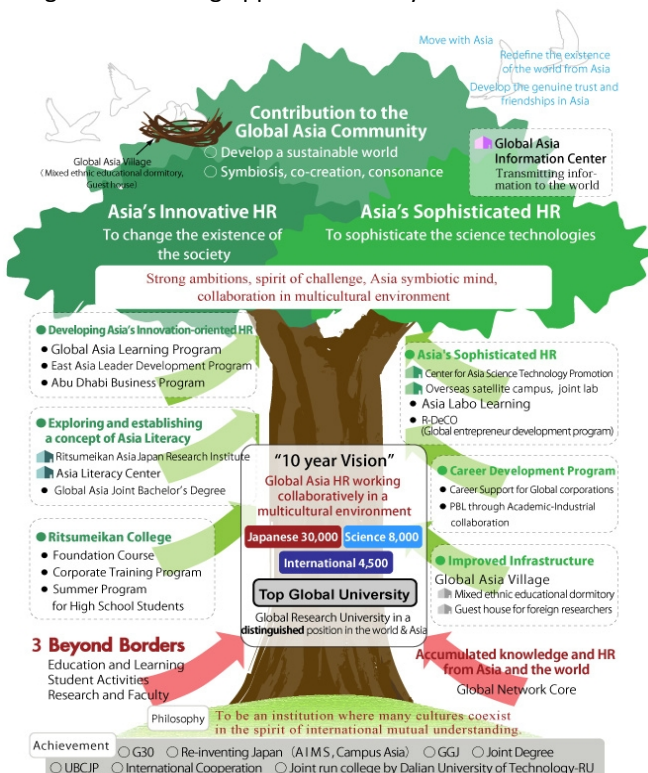 Move with Asia
Redefine the existence
of the world from Asia
Develop the genuine trust and
friendships in Asia
Contribution to the
Global Asia Community
○ Develop a sustainable world
○ Symbiosis, co-creation, consonance
Global Asia Village
(Mixed ethnic educational dormitory,
Guest house)
Global Asia
Information Center
Transmitting infor-
mation to the world
Asia's Innovative HR
To change the existence of
the society
Asia's Sophisticated HR
To sophisticate the science technologies
Strong ambitions, spirit of challenge, Asia symbiotic mind,
collaboration in multicultural environment
● Developing Asia's Innovation-oriented HR
● Global Asia Learning Program
● East Asia Leader Development Program
● Abu Dhabi Business Program
● Exploring and establishing
a concept of Asia Literacy
Ritsumeikan Asia Japan Research Institute
Asia Literacy Center
● Global Asia Joint Bachelor's Degree
● Ritsumeikan College
● Foundation Course
● Corporate Training Program
● Summer Program
for High School Students
● Asia's Sophisticated HR
Center for Asia Science Technology Promotion
Overseas satellite campus, joint lab
● Asia Labo Learning
● R-DeCO
(Global entrepreneur development program)
● Career Development Program
● Career Support for Global corporations
● PBL through Academic-Industrial
collaboration
● Improved Infrastructure
Global Asia Village
Mixed ethnic educational dormitory
Guest house for foreign researchers
"10 year Vision"
Global Asia HR working
collaboratively in a
multicultural environment
Japanese 30,000
Science 8,000
International 4,500
Top Global University
Global Research University in a
distinguished position in the world & Asia
3 Beyond Borders
Education and Learning
Student Activities
Research and Faculty
Accumulated knowledge and HR
from Asia and the world
Global Network Core
Philosophy
To be an institution where many cultures coexist
in the spirit of international mutual understanding.
Achievement
○ G30 ○ Re-inventing Japan (AIMS, Campus Asia) ○ GGJ ○ Joint Degree
○ UBCJP ○ International Cooperation ○ Joint run college by Dalian University of Technology-RU